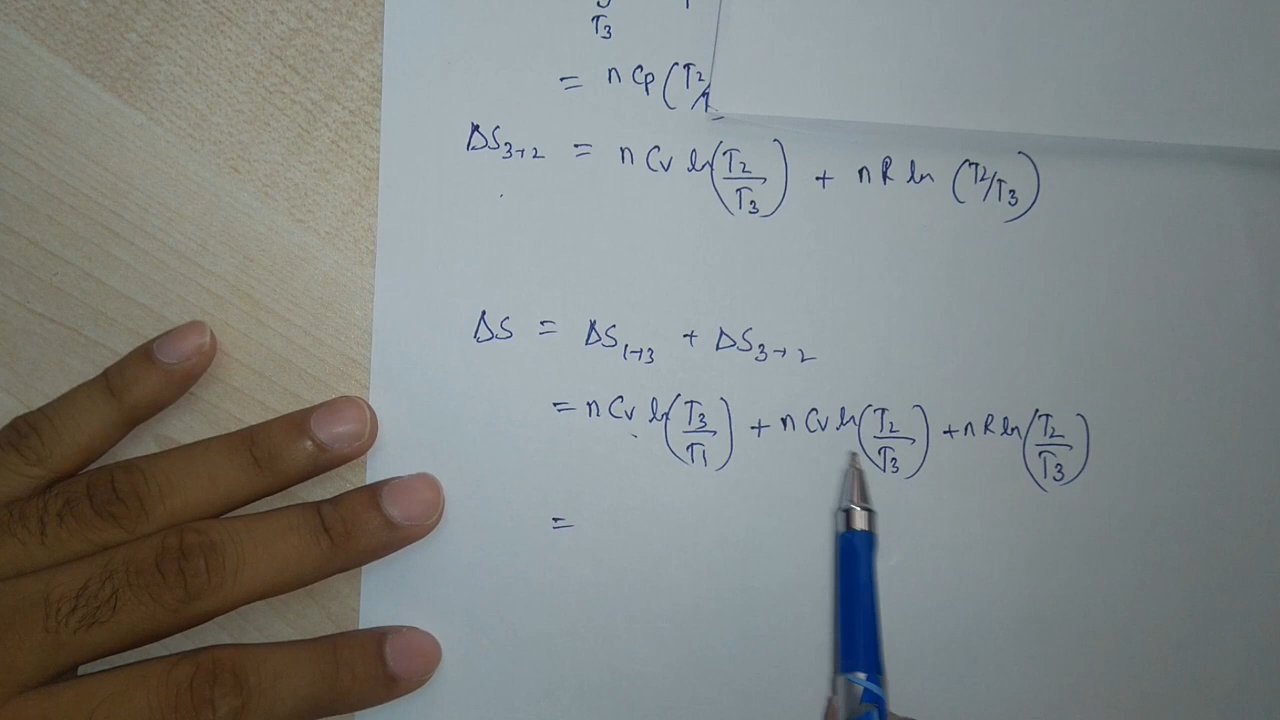 T3
= n Cp (T2/
ΔS3→2 = n Cv ln(T2/T3) + n R ln (T2/T3)
ΔS = ΔS1→3 + ΔS3→2
= n Cv ln(T3/T1) + n Cv ln(T2/T3) + n R ln(T2/T3)
=